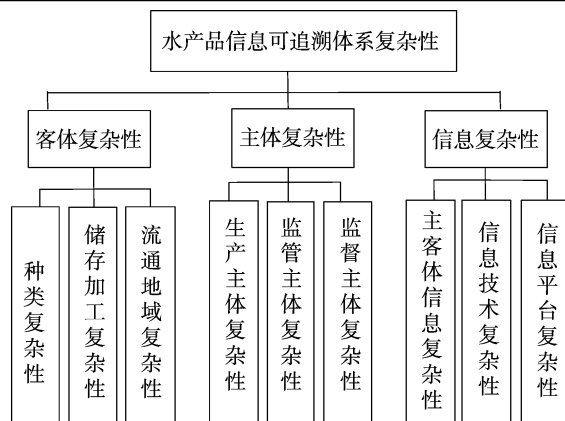 水产品信息可追溯体系复杂性
客体复杂性
主体复杂性
信息复杂性
种类复杂性
储存加工复杂性
流通地域复杂性
生产主体复杂性
监管主体复杂性
监督主体复杂性
主客体信息复杂性
信息技术复杂性
信息平台复杂性